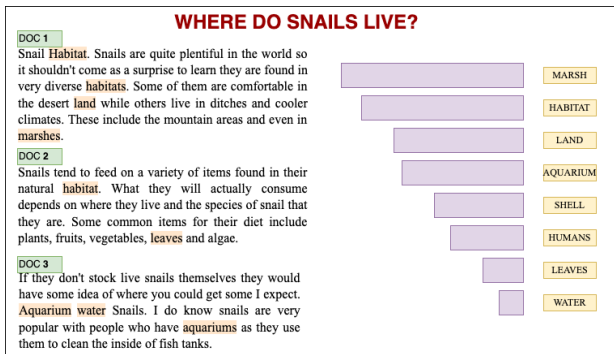 WHERE DO SNAILS LIVE?
DOC 1
Snail Habitat. Snails are quite plentiful in the world so
it shouldn't come as a surprise to learn they are found in
very diverse habitats. Some of them are comfortable in
the desert land while others live in ditches and cooler
climates. These include the mountain areas and even in
marshes.
DOC 2
Snails tend to feed on a variety of items found in their
natural habitat. What they will actually consume
depends on where they live and the species of snail that
they are. Some common items for their diet include
plants, fruits, vegetables, leaves and algae.
DOC 3
If they don't stock live snails themselves they would
have some idea of where you could get some I expect.
Aquarium water Snails. I do know snails are very
popular with people who have aquariums as they use
them to clean the inside of fish tanks.
MARSH
HABITAT
LAND
AQUARIUM
SHELL
HUMANS
LEAVES
WATER